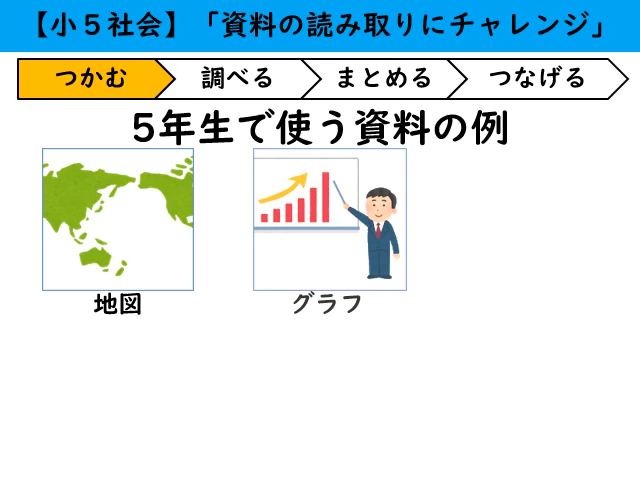 【小５社会】「資料の読み取りにチャレンジ」
つかむ 調べる まとめる つなげる
5年生で使う資料の例
地図 グラフ